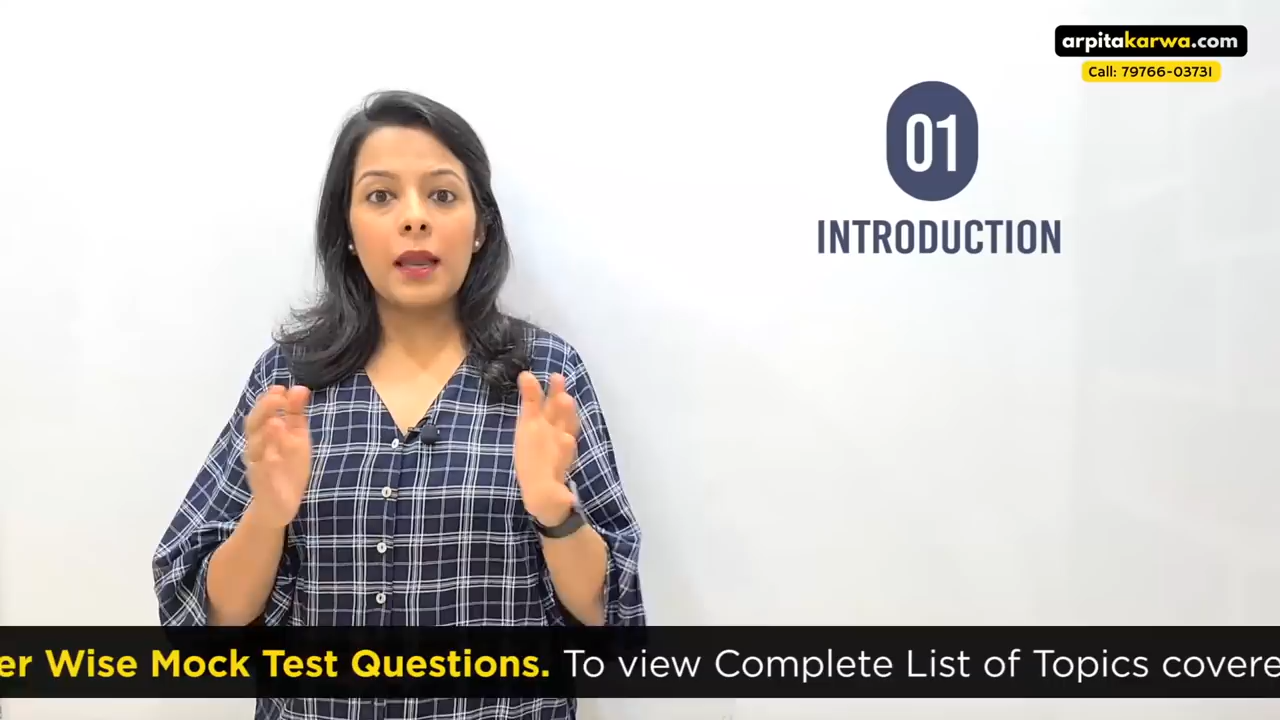 arpitakarwa.com
Call: 79766-03731
01
INTRODUCTION
er Wise Mock Test Questions. To view Complete List of Topics covere